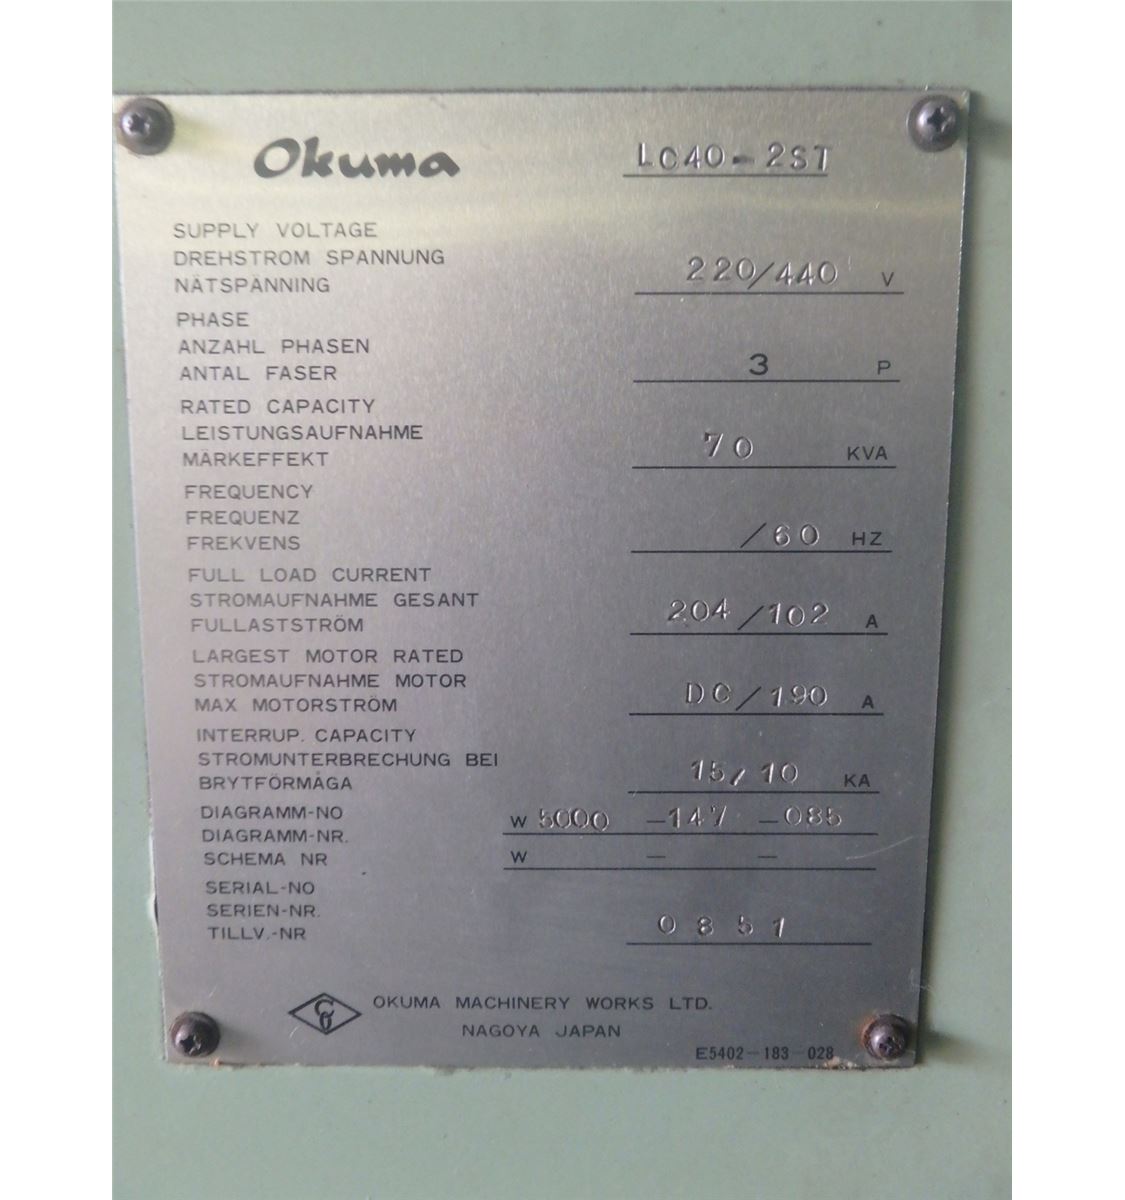 Okuma LC40-2ST
SUPPLY VOLTAGE
DREHSTROM SPANNUNG
NÄTSPÄNNING 220/440 V
PHASE
ANZAHL PHASEN
ANTAL FASER 3 P
RATED CAPACITY
LEISTUNGSAUFNAHME
MÄRKEFFEKT 70 KVA
FREQUENCY
FREQUENZ
FREKVENS /60 HZ
FULL LOAD CURRENT
STROMAUFNAHME GESANT
FULLASTSTRÖM 204/102 A
LARGEST MOTOR RATED
STROMAUFNAHME MOTOR
MAX MOTORSTRÖM DC/190 A
INTERRUP. CAPACITY
STROMUNTERBRECHUNG BEI
BRYTFÖRMÅGA 15/10 KA
DIAGRAMM-NO W 5000 -147 -085
DIAGRAMM-NR.
SCHEMA NR W - -
SERIAL-NO
SERIEN-NR.
TILLV.-NR 0851
OKUMA MACHINERY WORKS LTD.
NAGOYA JAPAN
E5402-183-028